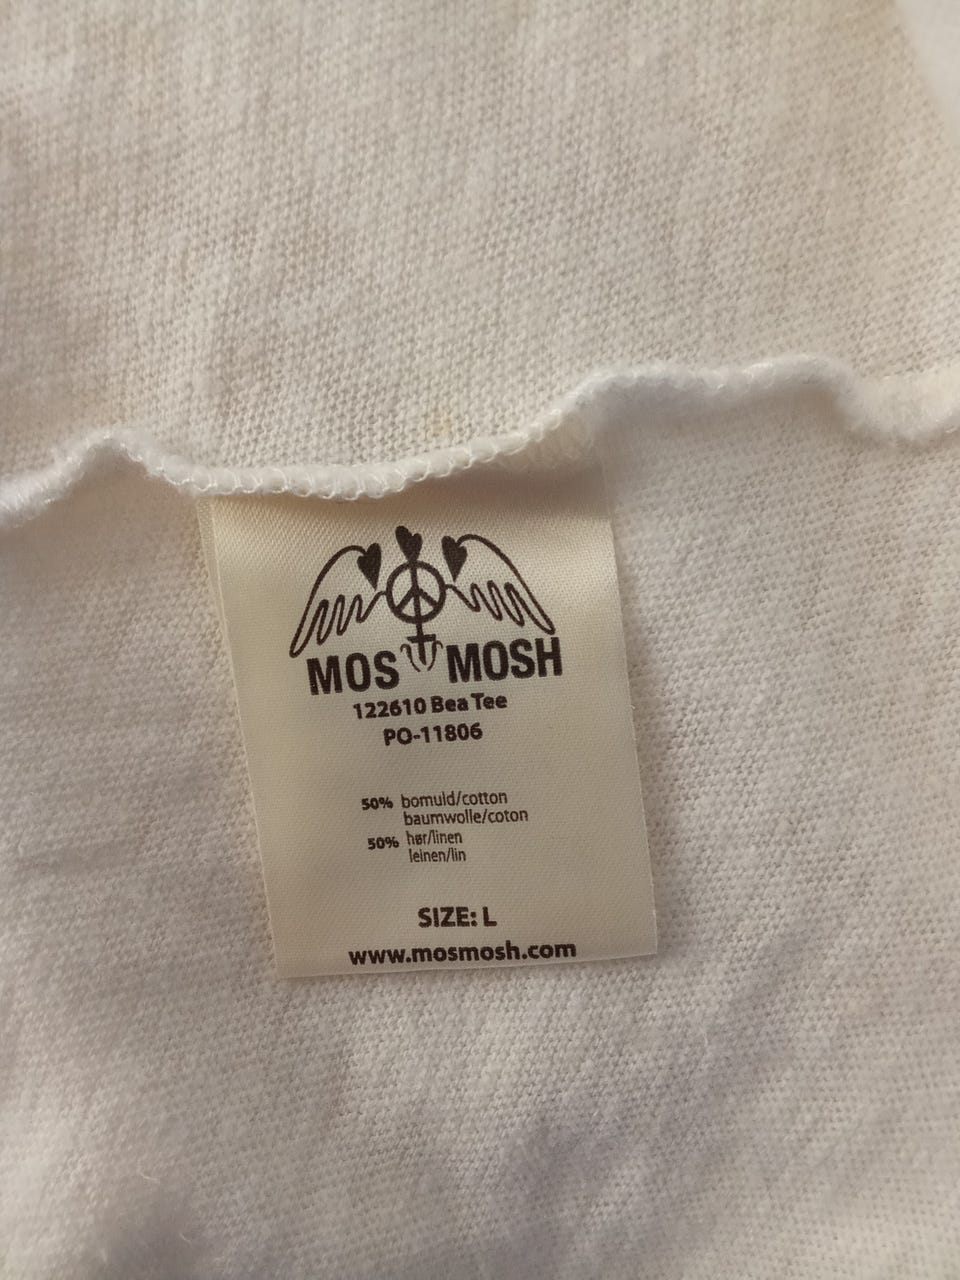 MOS MOSH
122610 Bea Tee
PO-11806
50% bomuld/cotton
baumwolle/coton
50% hør/linen
leinen/lin
SIZE: L
www.mosmosh.com